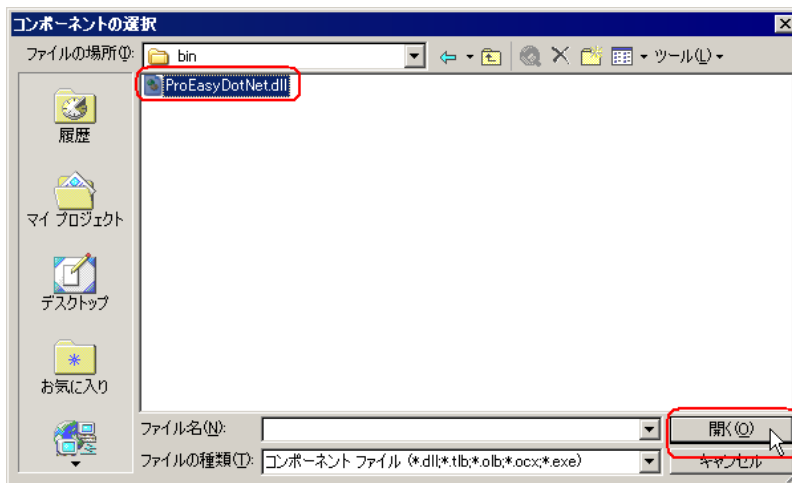 コンポーネントの選択
ファイルの場所(I):
bin
ツール(L)
ProEasyDotNet.dll
履歴
マイ プロジェクト
デスクトップ
お気に入り
ファイル名(N):
開く(O)
ファイルの種類(T):
コンポーネント ファイル (*.dll;*.tlb;*.olb;*.ocx;*.exe)
キャンセル